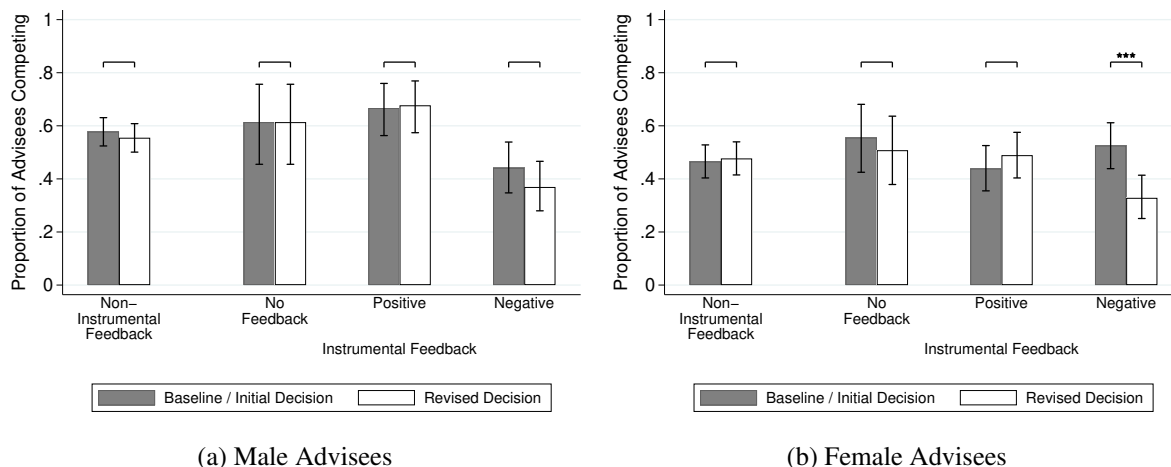 Proportion of Advisees Competing
1
.8
.6
.4
.2
0
Non−
Instrumental
Feedback
No
Feedback
Positive
Negative
Instrumental Feedback
Baseline / Initial Decision
Revised Decision
(a) Male Advisees
Proportion of Advisees Competing
1
.8
.6
.4
.2
0
***
Non−
Instrumental
Feedback
No
Feedback
Positive
Negative
Instrumental Feedback
Baseline / Initial Decision
Revised Decision
(b) Female Advisees